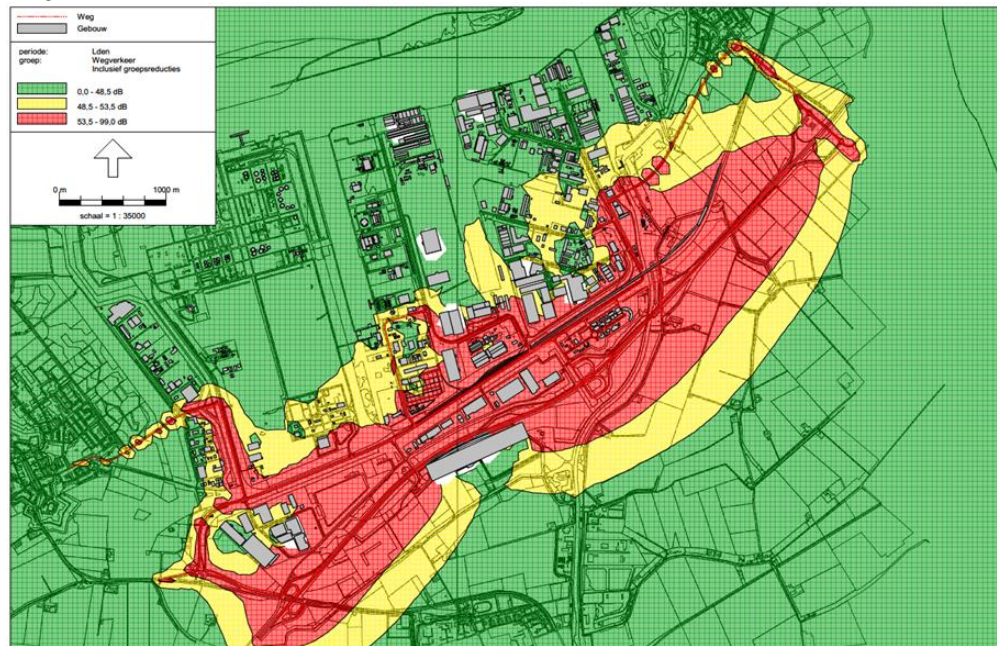 Weg
Gebouw
periode: Lden
groep: Wegverkeer
Inclusief groepsreducties
0,0 - 48,5 dB
48,5 - 53,5 dB
53,5 - 99,0 dB
0 m 1000 m
schaal = 1 : 35000